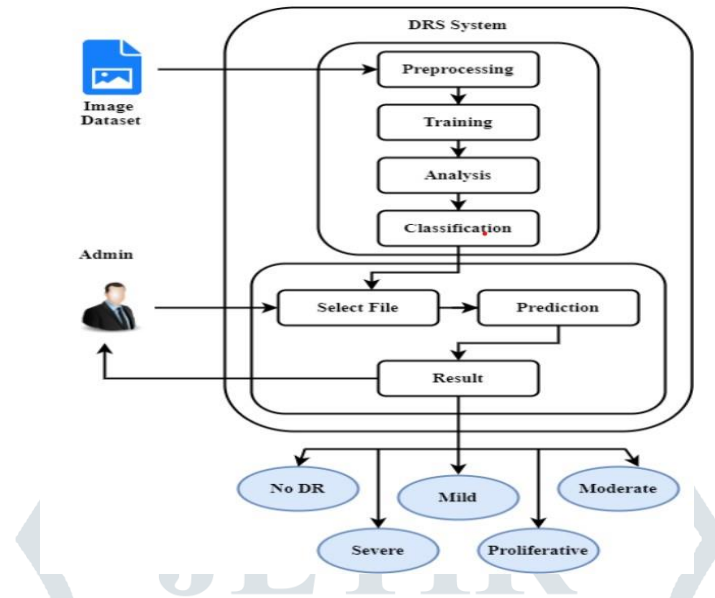 DRS System
Image
Dataset
Preprocessing
Training
Analysis
Classification
Admin
Select File
Prediction
Result
No DR
Mild
Moderate
Severe
Proliferative
JETIR